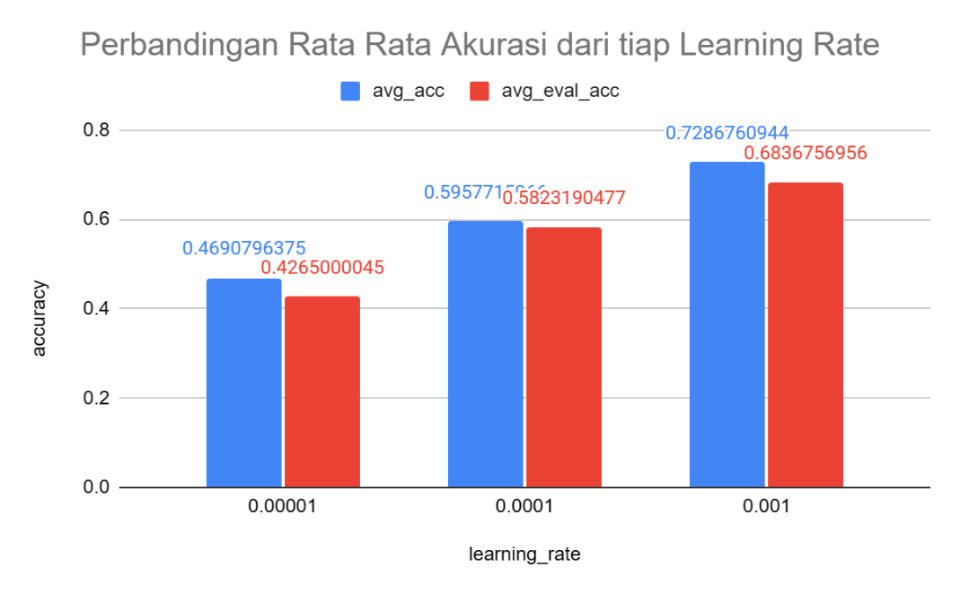 Perbandingan Rata Rata Akurasi dari tiap Learning Rate
avg_acc avg_eval_acc
0.8
0.7286760944
0.6836756956
0.5823190477
0.6
0.4690796375
0.4265000045
0.4
accuracy
0.2
0.0
0.00001 0.0001 0.001
learning_rate